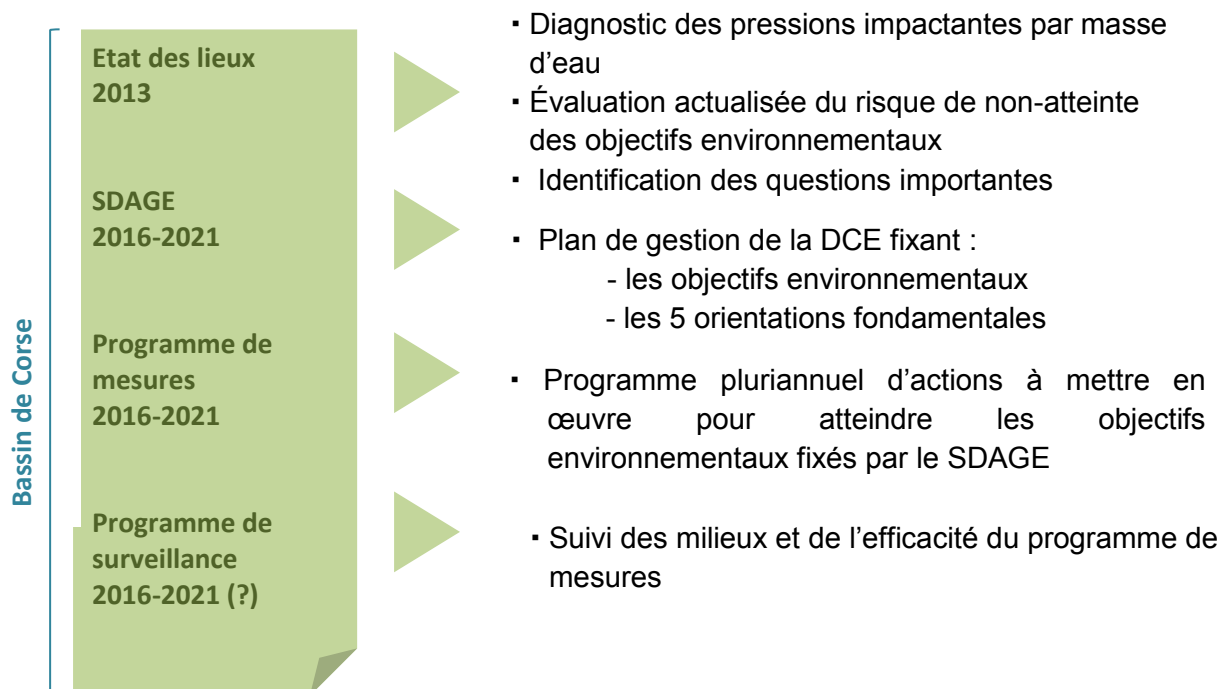 Bassin de Corse
Etat des lieux
2013
▪ Diagnostic des pressions impactantes par masse
d’eau
▪ Évaluation actualisée du risque de non-atteinte
des objectifs environnementaux
▪ Identification des questions importantes
SDAGE
2016-2021
▪ Plan de gestion de la DCE fixant :
- les objectifs environnementaux
- les 5 orientations fondamentales
Programme de
mesures
2016-2021
▪ Programme pluriannuel d’actions à mettre en
œuvre pour atteindre les objectifs
environnementaux fixés par le SDAGE
Programme de
surveillance
2016-2021 (?)
▪ Suivi des milieux et de l’efficacité du programme de
mesures